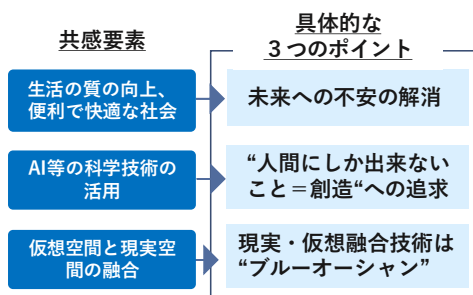 共感要素
具体的な
３つのポイント
生活の質の向上、
便利で快適な社会
未来への不安の解消
AI等の科学技術の
活用
“人間にしか出来ない
こと＝創造“への追求
仮想空間と現実空
間の融合
現実・仮想融合技術は
“ブルーオーシャン”